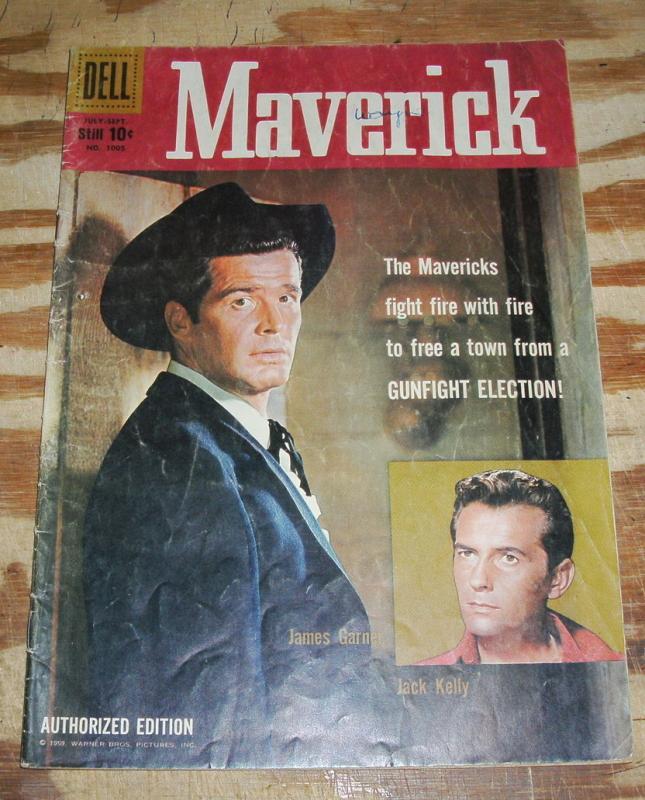 DELL
Maverick
JULY-SEPT.
Still 10¢
NO. 1005
The Mavericks
fight fire with fire
to free a town from a
GUNFIGHT ELECTION!
James Garner
Jack Kelly
AUTHORIZED EDITION
© 1959, WARNER BROS. PICTURES, INC.